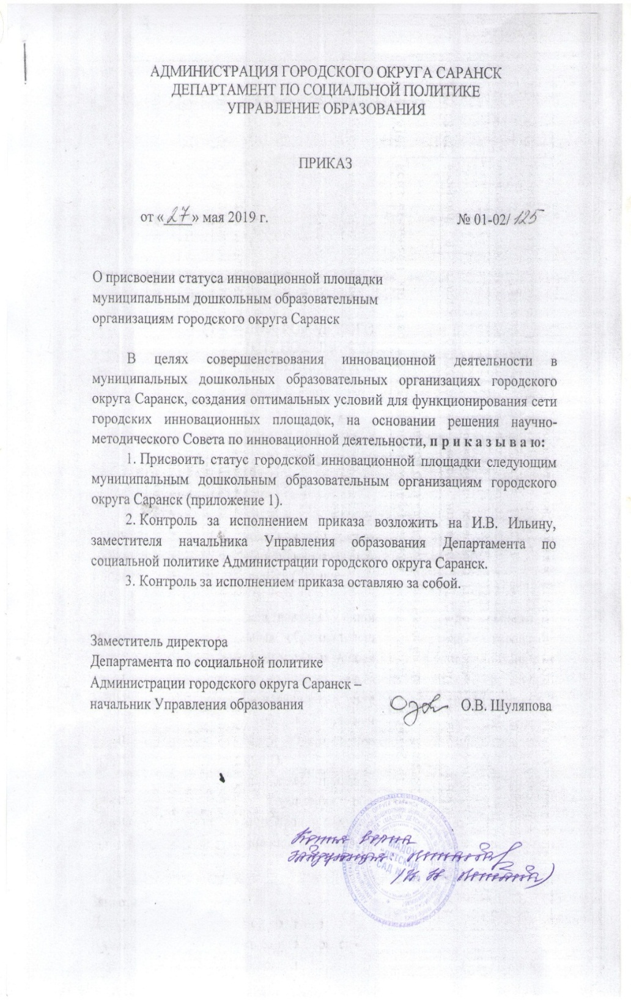 АДМИНИСТРАЦИЯ ГОРОДСКОГО ОКРУГА САРАНСК
ДЕПАРТАМЕНТ ПО СОЦИАЛЬНОЙ ПОЛИТИКЕ
УПРАВЛЕНИЕ ОБРАЗОВАНИЯ
ПРИКАЗ
от «27» мая 2019 г. № 01-02/125
О присвоении статуса инновационной площадки
муниципальным дошкольным образовательным
организациям городского округа Саранск
В целях совершенствования инновационной деятельности в
муниципальных дошкольных образовательных организациях городского
округа Саранск, создания оптимальных условий для функционирования сети
городских инновационных площадок, на основании решения научно-
методического Совета по инновационной деятельности, п р и к а з ы в а ю:
1. Присвоить статус городской инновационной площадки следующим
муниципальным дошкольным образовательным организациям городского
округа Саранск (приложение 1).
2. Контроль за исполнением приказа возложить на И.В. Ильину,
заместителя начальника Управления образования Департамента по
социальной политике Администрации городского округа Саранск.
3. Контроль за исполнением приказа оставляю за собой.
Заместитель директора
Департамента по социальной политике
Администрации городского округа Саранск –
начальник Управления образования О.В. Шуляпова
Копия верна
Заведующая
МАДОУ
"ДЕТСКИЙ
САД №